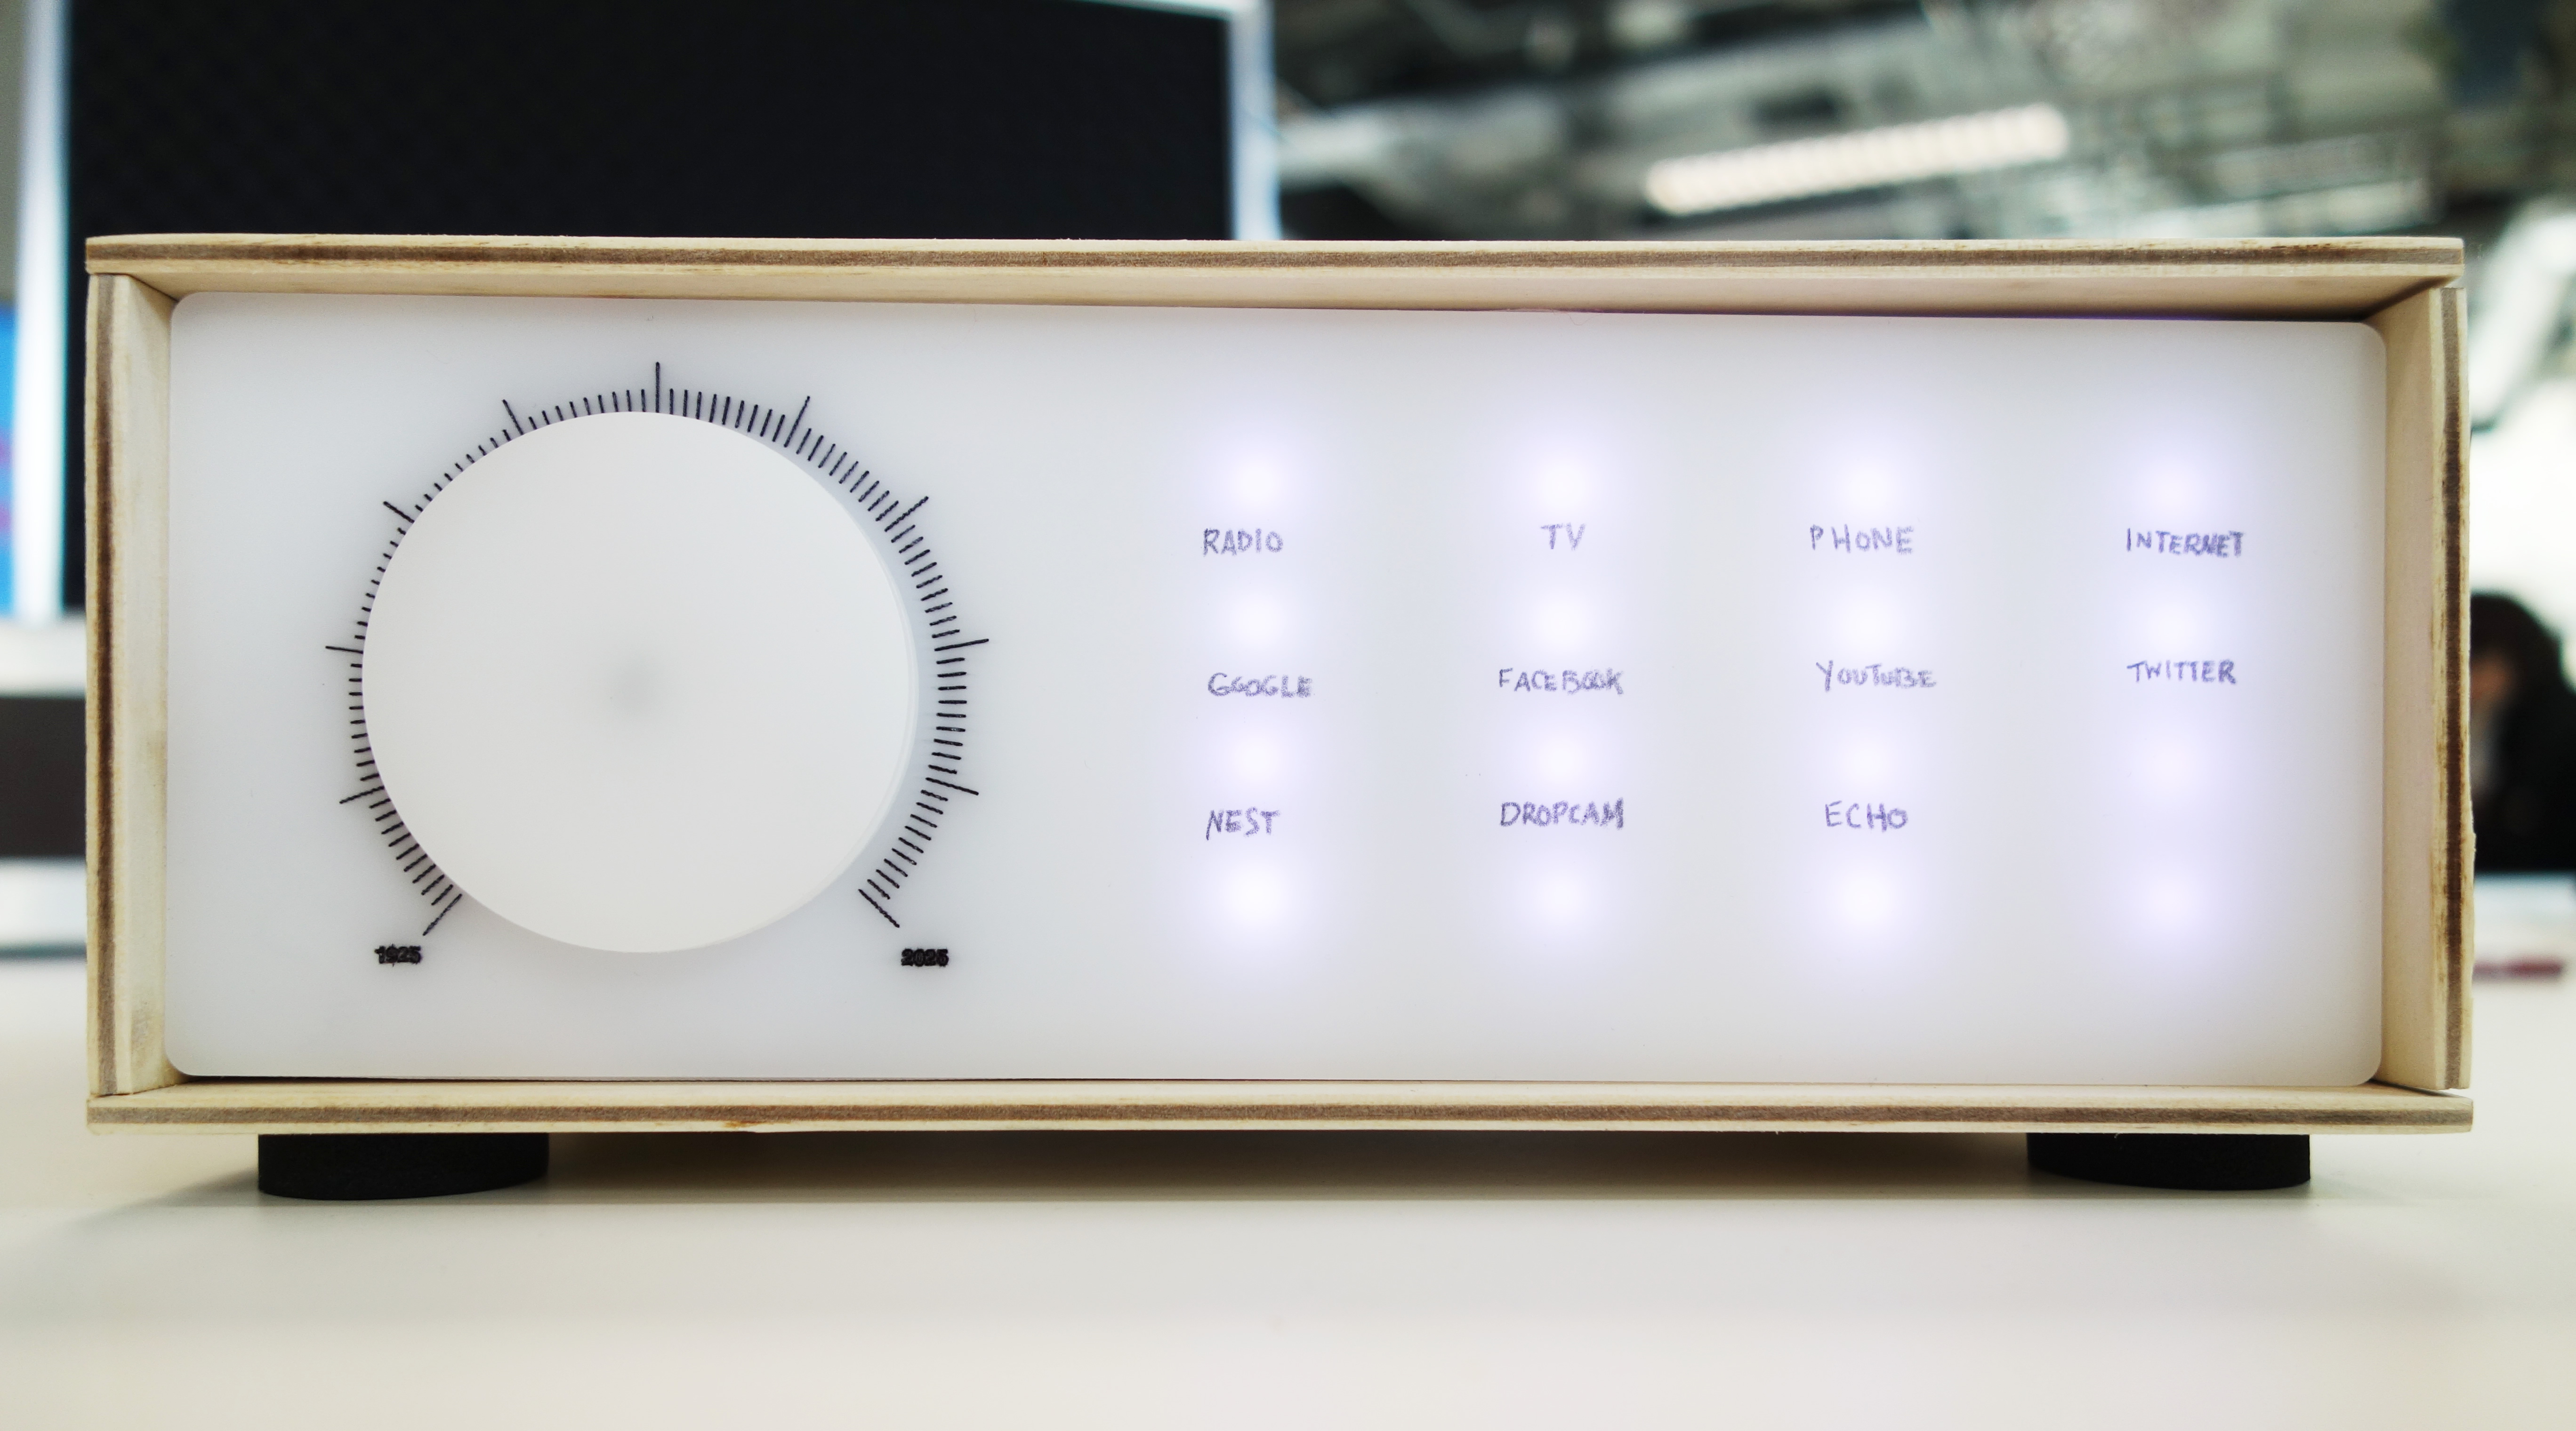 RADIO TV PHONE INTERNET
GOOGLE FACEBOOK YOUTUBE TWITTER
NEST DROPCAM ECHO
1925 2025